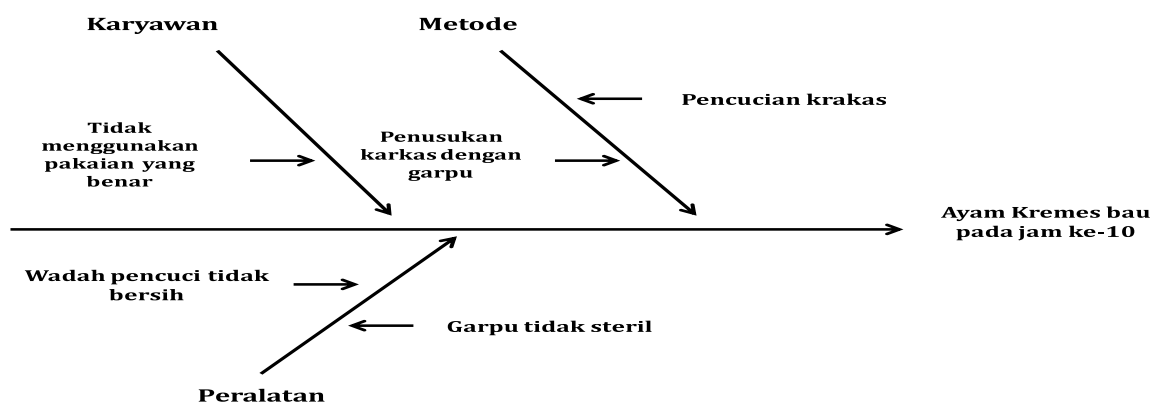 Karyawan
Metode
Pencucian krakas
Tidak
menggunakan
pakaian yang
benar
Penusukan
karkas dengan
garpu
Ayam Kremes bau
pada jam ke-10
Wadah pencuci tidak
bersih
Garpu tidak steril
Peralatan